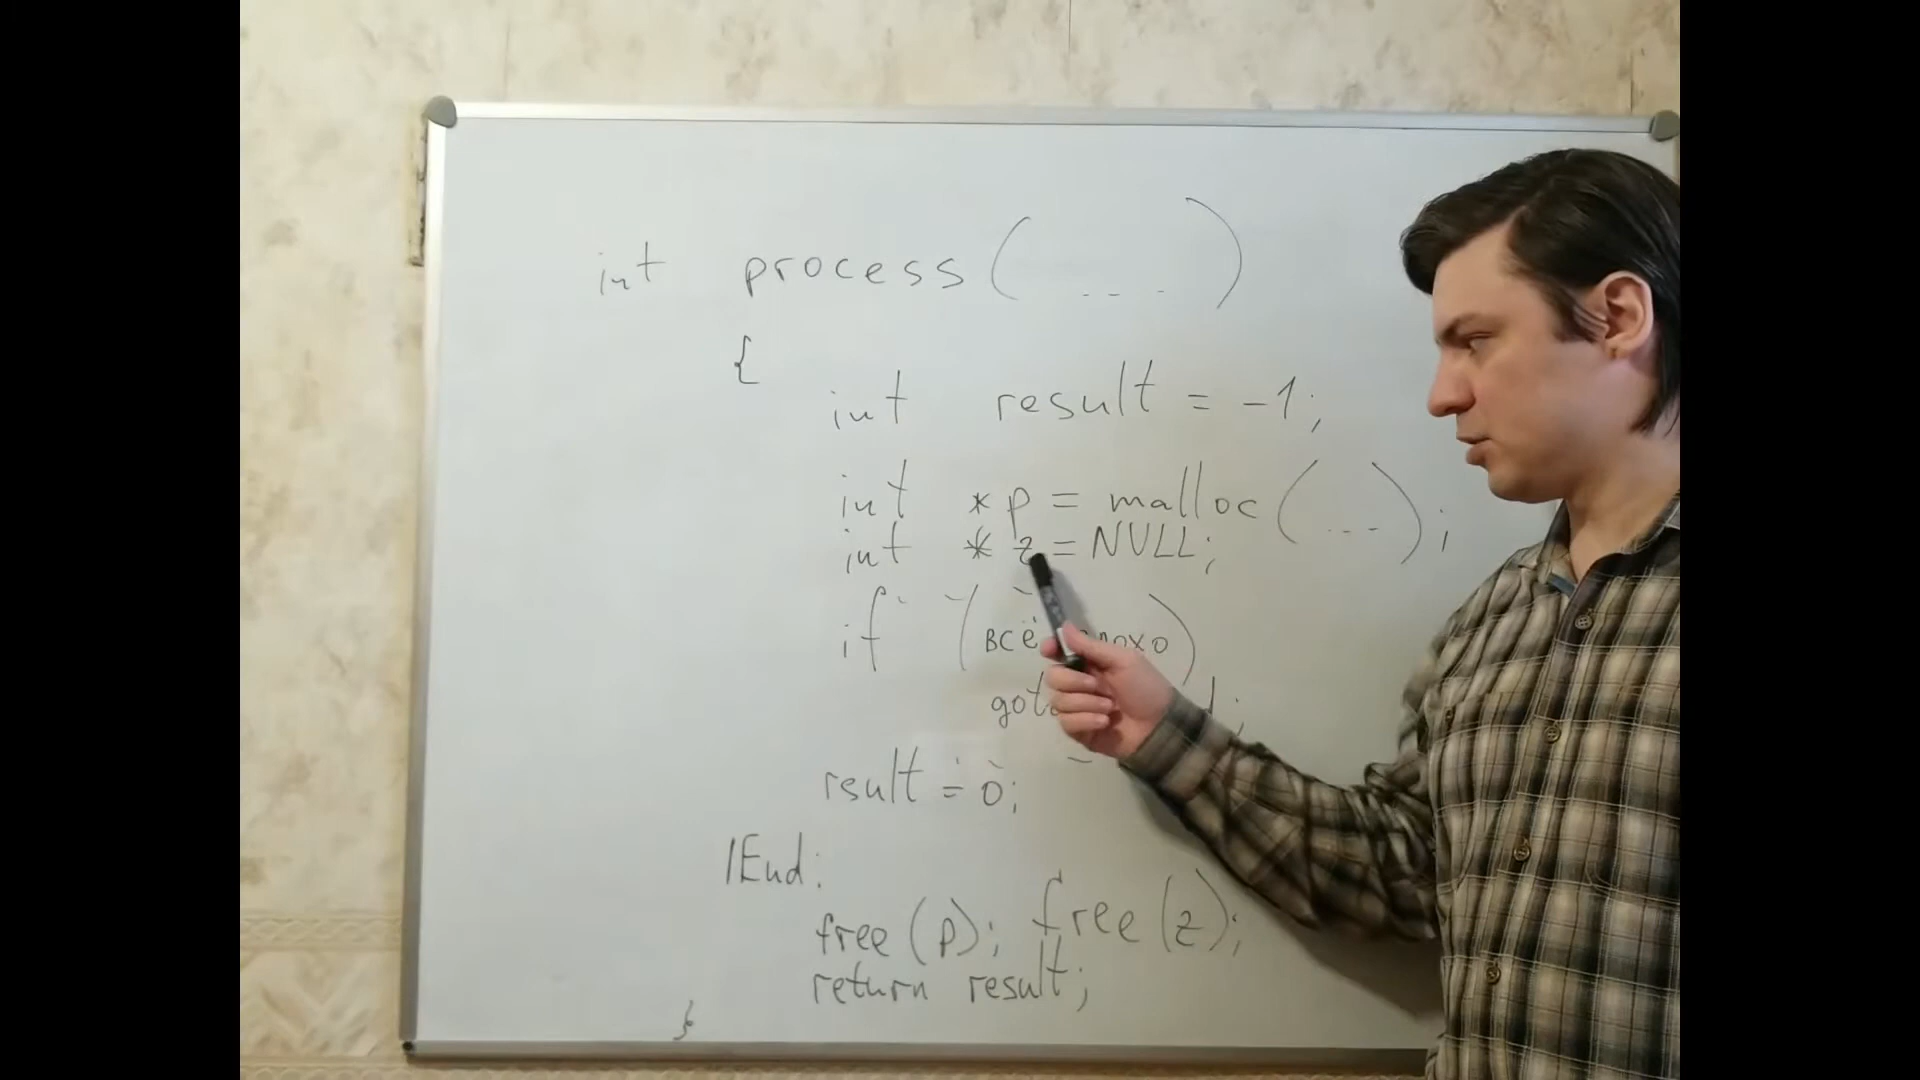 int process( ... )
{
int result = -1;
int *p = malloc( ... );
int * z = NULL;
if (всё
result = 0;
lEnd:
free(p); free(z);
return result;
}